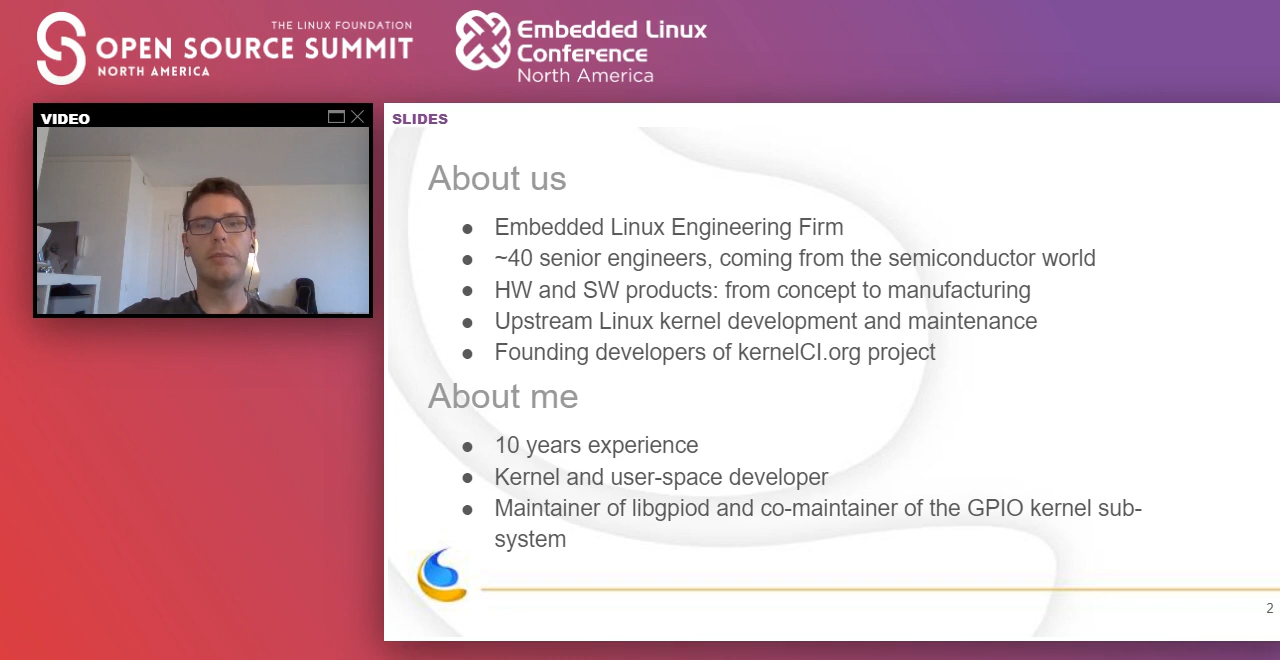 THE LINUX FOUNDATION
OPEN SOURCE SUMMIT
NORTH AMERICA
Embedded Linux
Conference
North America
VIDEO
SLIDES
About us
● Embedded Linux Engineering Firm
● ~40 senior engineers, coming from the semiconductor world
● HW and SW products: from concept to manufacturing
● Upstream Linux kernel development and maintenance
● Founding developers of kernelCI.org project
About me
● 10 years experience
● Kernel and user-space developer
● Maintainer of libgpiod and co-maintainer of the GPIO kernel sub-
system
2